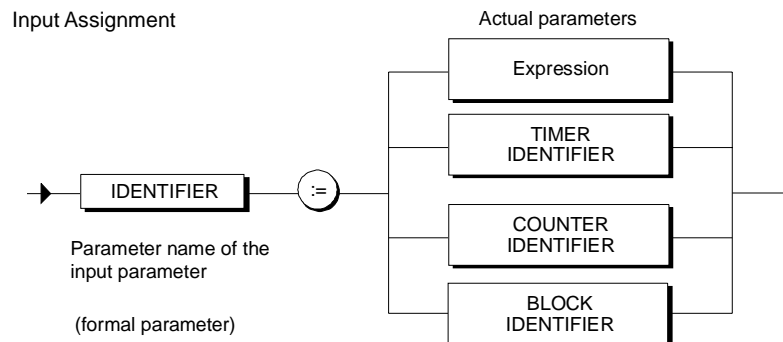 Input Assignment
Actual parameters
Expression
TIMER
IDENTIFIER
IDENTIFIER
:=
COUNTER
IDENTIFIER
BLOCK
IDENTIFIER
Parameter name of the
input parameter
(formal parameter)